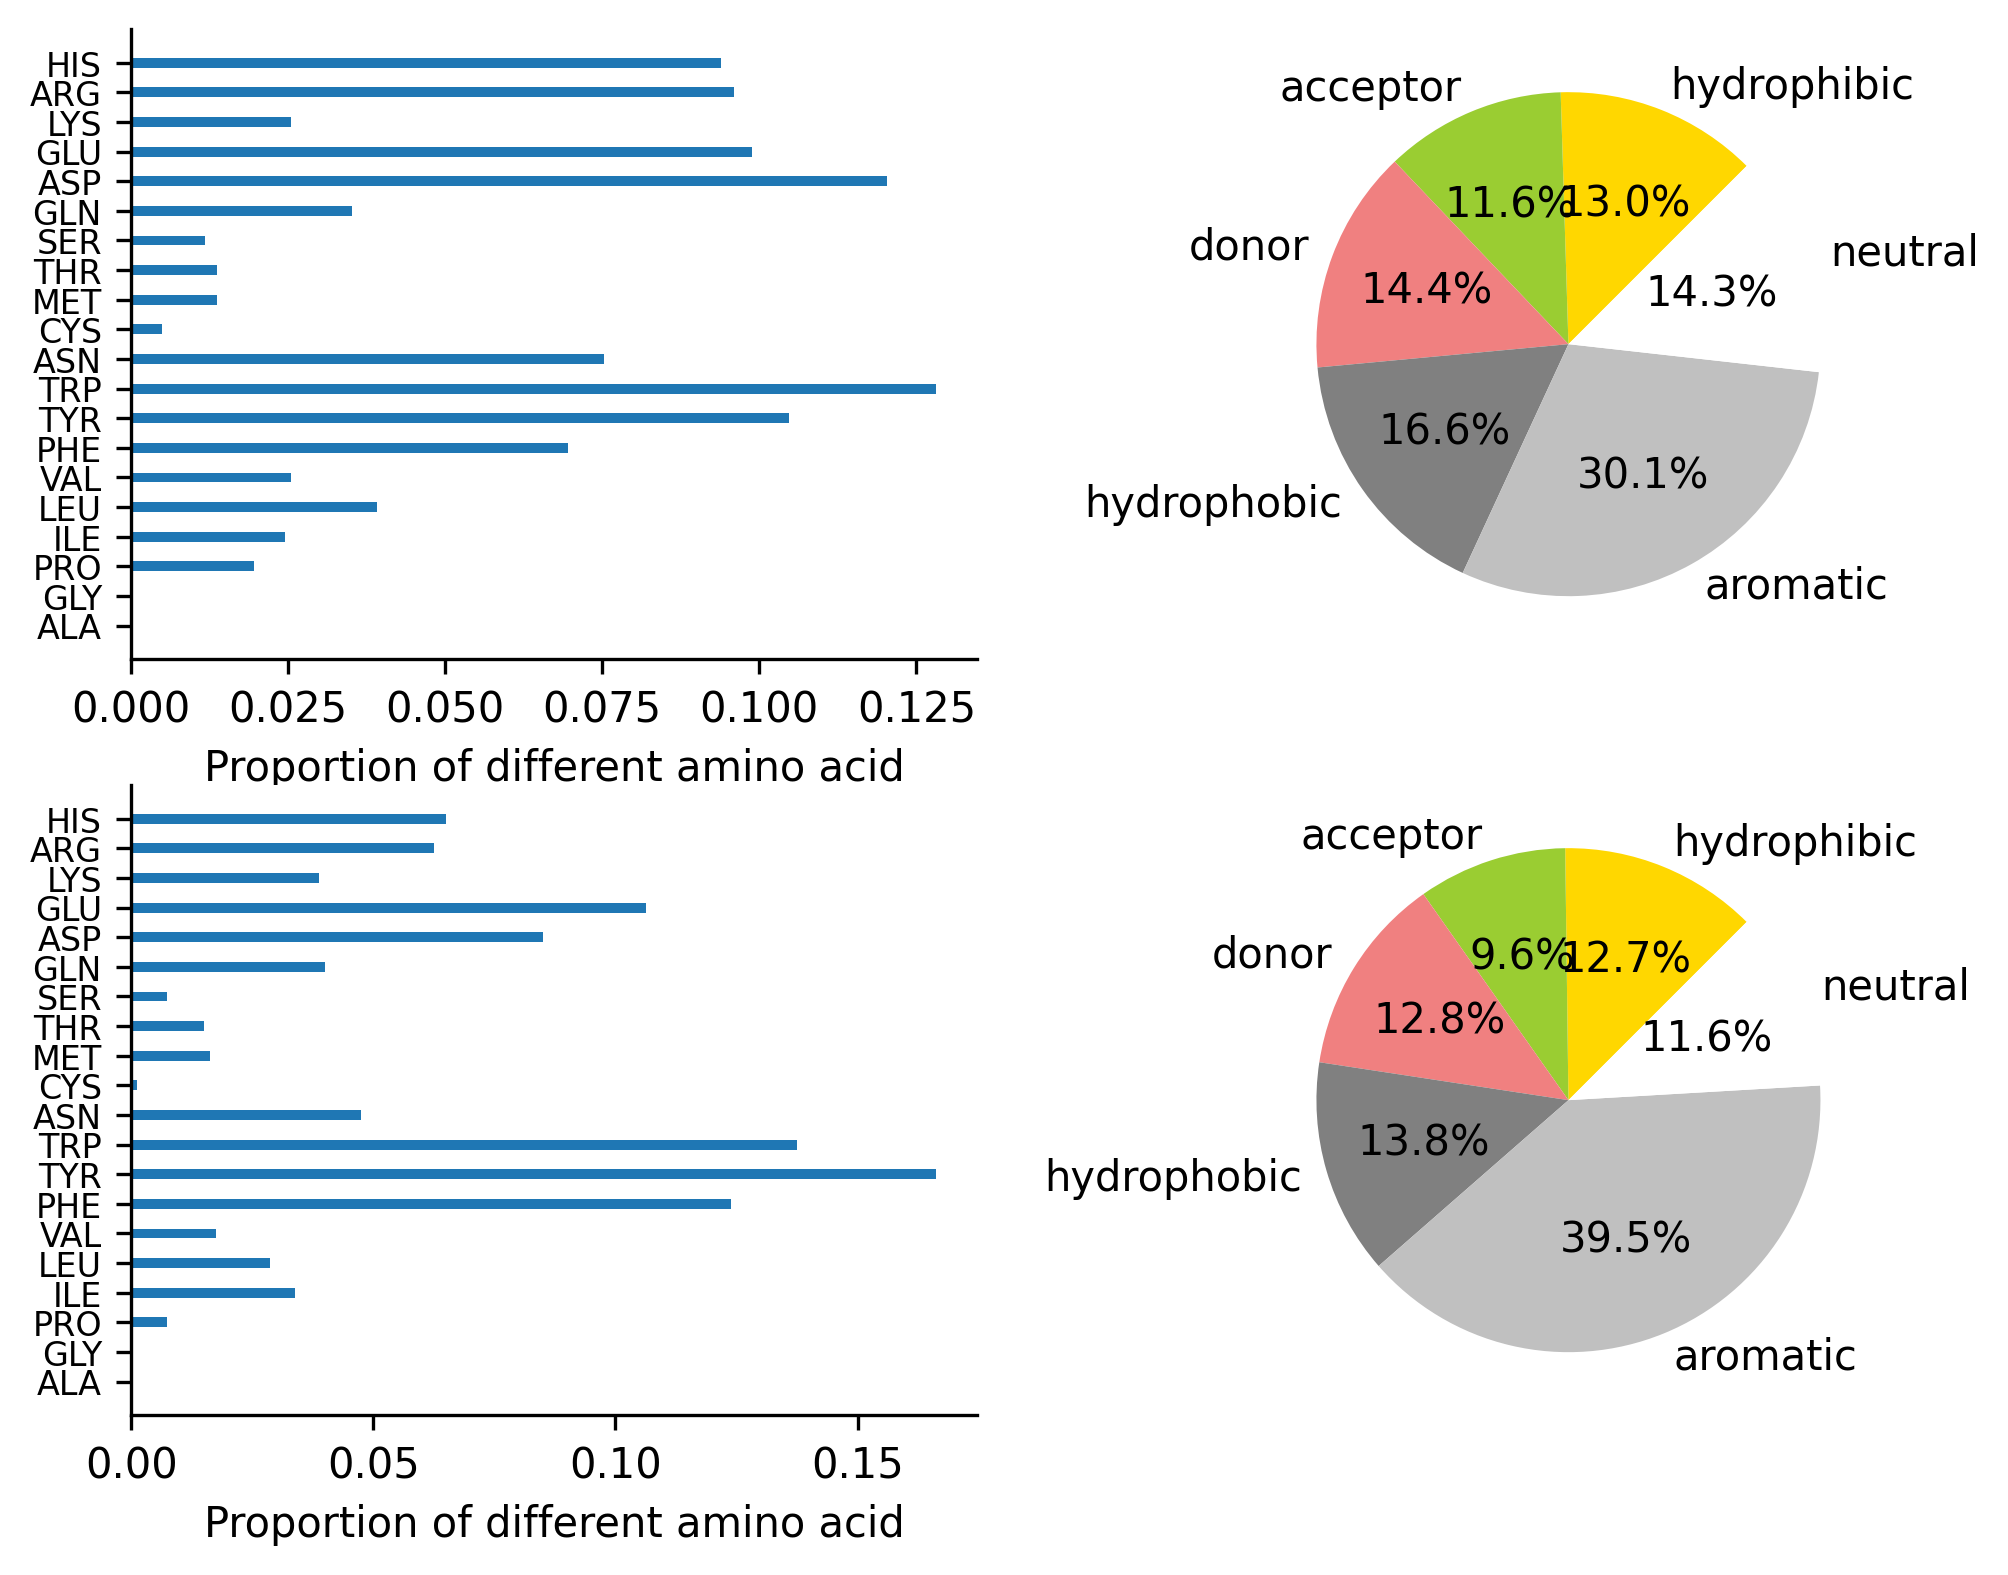 HIS
ARG
LYS
GLU
ASP
GLN
SER
THR
MET
CYS
ASN
TRP
TYR
PHE
VAL
LEU
ILE
PRO
GLY
ALA
0.000 0.025 0.050 0.075 0.100 0.125
Proportion of different amino acid
acceptor
hydrophibic
donor
neutral
hydrophobic
aromatic
11.6%
13.0%
14.4%
14.3%
16.6%
30.1%
HIS
ARG
LYS
GLU
ASP
GLN
SER
THR
MET
CYS
ASN
TRP
TYR
PHE
VAL
LEU
ILE
PRO
GLY
ALA
0.00 0.05 0.10 0.15
Proportion of different amino acid
acceptor
hydrophibic
donor
neutral
hydrophobic
aromatic
9.6%
12.7%
12.8%
11.6%
13.8%
39.5%